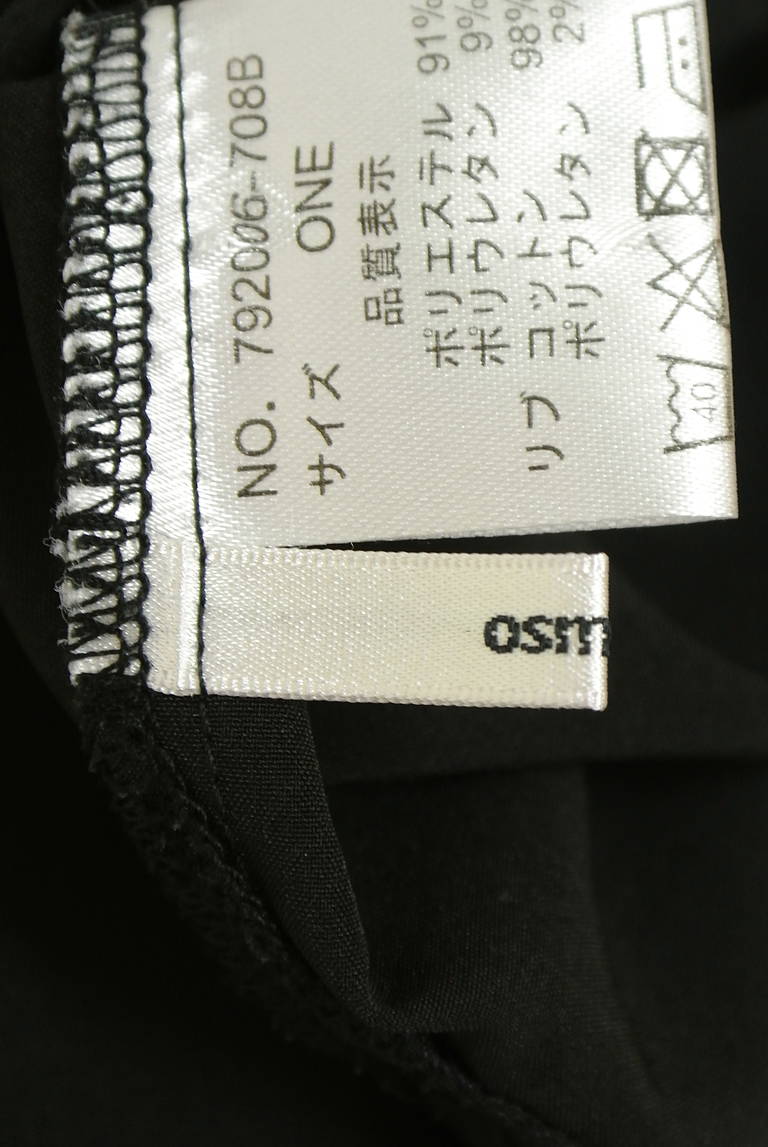 NO. 792006-708B
サイズ ONE
品質表示
ポリエステル 91%
ポリウレタン 9%
リブ コットン 98%
ポリウレタン 2%
40
osm